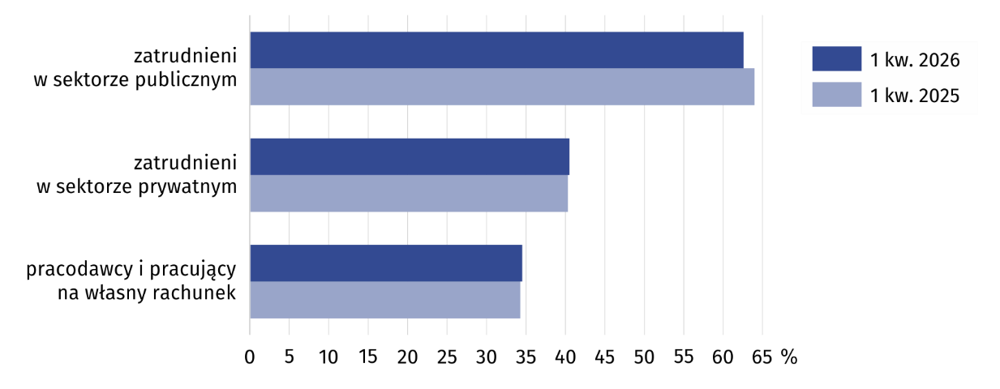 zatrudnieni
w sektorze publicznym
zatrudnieni
w sektorze prywatnym
pracodawcy i pracujący
na własny rachunek
0 5 10 15 20 25 30 35 40 45 50 55 60 65 %
1 kw. 2026
1 kw. 2025